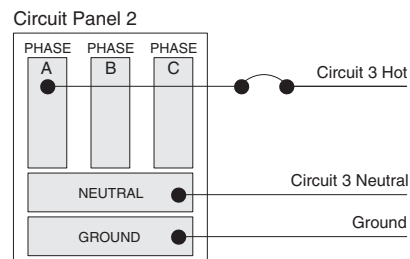 Circuit Panel 2
PHASE PHASE PHASE
A B C
Circuit 3 Hot
Circuit 3 Neutral
NEUTRAL
Ground
GROUND